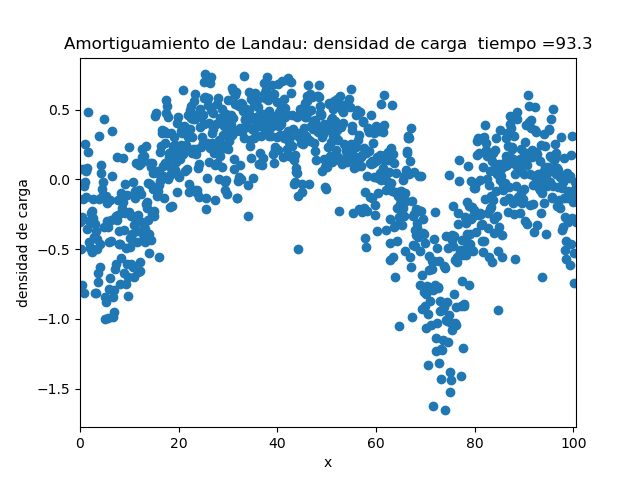 Amortiguamiento de Landau: densidad de carga  tiempo =93.3
densidad de carga
0.5
0.0
−0.5
−1.0
−1.5
0 20 40 60 80 100
x